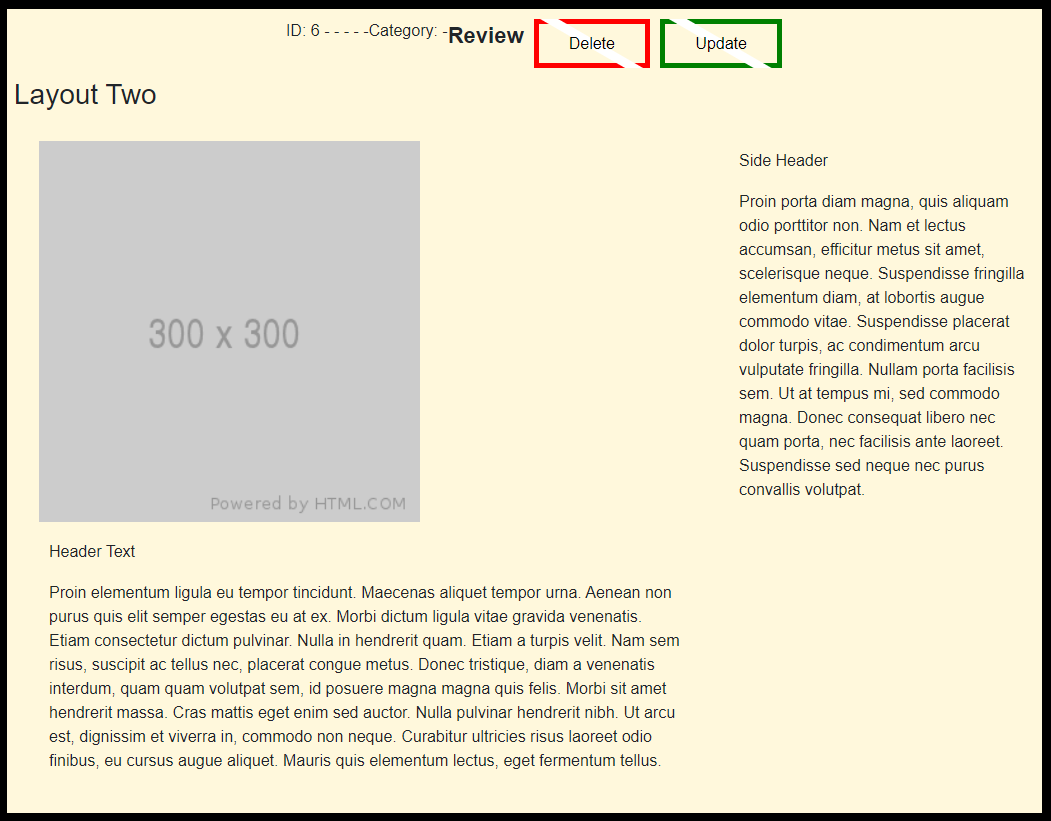 ID: 6 - - - - -Category: -Review
Delete
Update
Layout Two
300 x 300
Powered by HTML.COM
Header Text
Proin elementum ligula eu tempor tincidunt. Maecenas aliquet tempor urna. Aenean non
purus quis elit semper egestas eu at ex. Morbi dictum ligula vitae gravida venenatis.
Etiam consectetur dictum pulvinar. Nulla in hendrerit quam. Etiam a turpis velit. Nam sem
risus, suscipit ac tellus nec, placerat congue metus. Donec tristique, diam a venenatis
interdum, quam quam volutpat sem, id posuere magna magna quis felis. Morbi sit amet
hendrerit massa. Cras mattis eget enim sed auctor. Nulla pulvinar hendrerit nibh. Ut arcu
est, dignissim et viverra in, commodo non neque. Curabitur ultricies risus laoreet odio
finibus, eu cursus augue aliquet. Mauris quis elementum lectus, eget fermentum tellus.
Side Header
Proin porta diam magna, quis aliquam
odio porttitor non. Nam et lectus
accumsan, efficitur metus sit amet,
scelerisque neque. Suspendisse fringilla
elementum diam, at lobortis augue
commodo vitae. Suspendisse placerat
dolor turpis, ac condimentum arcu
vulputate fringilla. Nullam porta facilisis
sem. Ut at tempus mi, sed commodo
magna. Donec consequat libero nec
quam porta, nec facilisis ante laoreet.
Suspendisse sed neque nec purus
convallis volutpat.